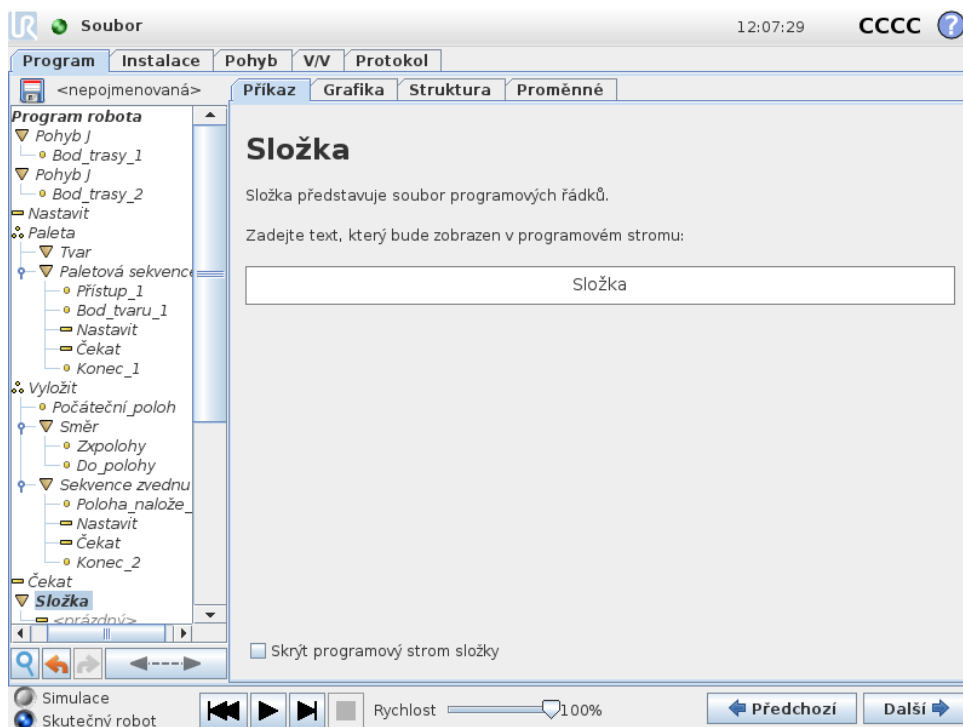 UR Soubor 12:07:29 CCCC ?
Program Instalace Pohyb V/V Protokol
<nepojmenovaná> Příkaz Grafika Struktura Proměnné
Program robota
Pohyb J
Bod_trasy_1
Pohyb J
Bod_trasy_2
Nastavit
Paleta
Tvar
Paletová sekvence
Přístup_1
Bod_tvaru_1
Nastavit
Čekat
Konec_1
Vyložit
Počáteční_poloh
Směr
Zxpolohy
Do_polohy
Sekvence zvednu
Poloha_nalože_
Nastavit
Čekat
Konec_2
Čekat
Složka
<prázdný>
Složka
Složka představuje soubor programových řádků.
Zadejte text, který bude zobrazen v programovém stromu:
Složka
Skrýt programový strom složky
Simulace
Skutečný robot
Rychlost 100%
Předchozí Další